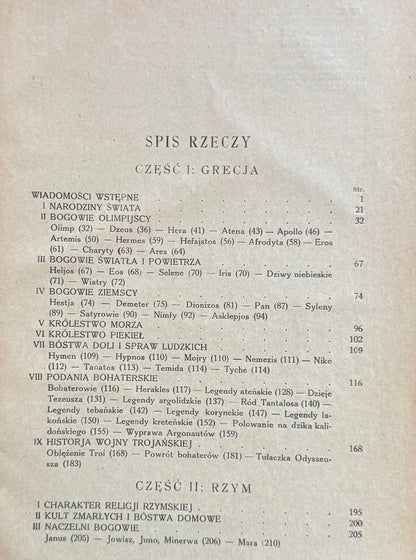 SPIS RZECZY
CZĘŚĆ I: GRECJA
Str.
WIADOMOŚCI WSTĘPNE 1
I NARODZINY ŚWIATA 21
II BOGOWIE OLIMPIJSCY 32
Olimp (32) — Dzeus (36) — Hera (41) — Atena (43) — Apollo (46) —
Artemis (50) — Hermes (59) — Hefajstos (56) — Afrodyta (58) — Eros
(61) — Charyty (63) — Ares (64)
III BOGOWIE ŚWIATŁA I POWIETRZA 67
Heljos (67) — Eos (68) — Selene (70) — Iris (70) — Dziwy niebieskie
(71) — Wiatry (72)
IV BOGOWIE ZIEMSCY 74
Hestja (74) — Demeter (75) — Dionizos (81) — Pan (87) — Syleny
(89) — Satyrowie (90) — Nimfy (92) — Asklepjos (94)
V KRÓLESTWO MORZA 96
VI KRÓLESTWO PIEKIEŁ 102
VII BÓSTWA DOLI I SPRAW LUDZKICH 109
Hymen (109) — Hypnos (110) — Mojry (110) — Nemezis (111) — Nike
(112) — Tanatos (113) — Temida (114) — Tyche (114)
VIII PODANIA BOHATERSKIE 116
Bohaterowie (116) — Herakles (117) — Legendy ateńskie (128) — Dzieje
Tezeusza (131) — Legendy argolidzkie (137) — Ród Tantalosa (140) —
Legendy tebańskie (142) — Legendy korynckie (147) — Legendy la-
końskie (150) — Legendy kreteńskie (152) — Polowanie na dzika kali-
dońskiego (155) — Wyprawa Argonautów (159)
IX HISTORJA WOJNY TROJAŃSKIEJ 168
Oblężenie Troi (168) — Powrót bohaterów (181) — Tułaczka Odysseu-
sza (183)
CZĘŚĆ II: RZYM
I CHARAKTER RELIGJI RZYMSKIEJ 195
II KULT ZMARŁYCH I BÓSTWA DOMOWE 200
III NACZELNI BOGOWIE 205
Janus (205) — Jowisz, Juno, Minerwa (206) — Mars (210)